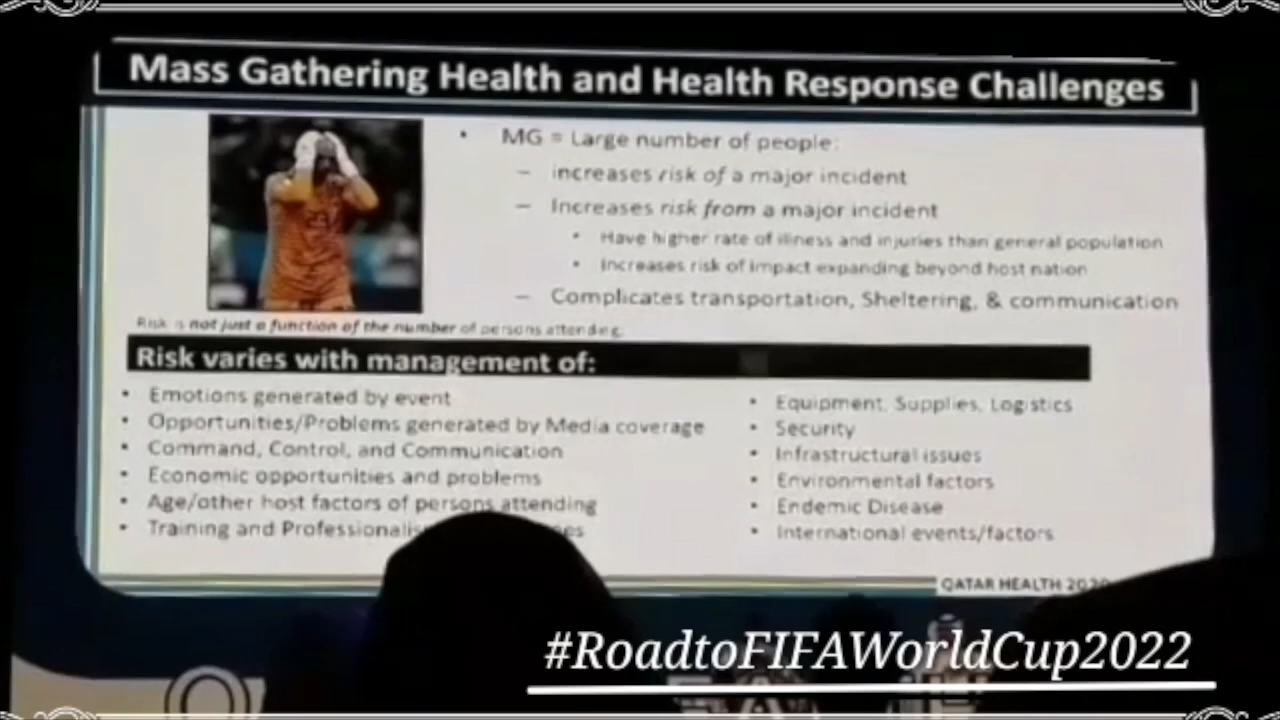 Mass Gathering Health and Health Response Challenges
• MG = Large number of people:
– increases risk of a major incident
– Increases risk from a major incident
• Have higher rate of illness and injuries than general population
• Increases risk of impact expanding beyond host nation
– Complicates transportation, Sheltering, & communication
Risk is not just a function of the number of persons attending.
Risk varies with management of:
• Emotions generated by event
• Opportunities/Problems generated by Media coverage
• Command, Control, and Communication
• Economic opportunities and problems
• Age/other host factors of persons attending
• Training and
• Equipment, Supplies, Logistics
• Security
• Infrastructural issues
• Environmental factors
• Endemic Disease
• International events/factors
QATAR HEALTH
#RoadtoFIFAWorldCup2022